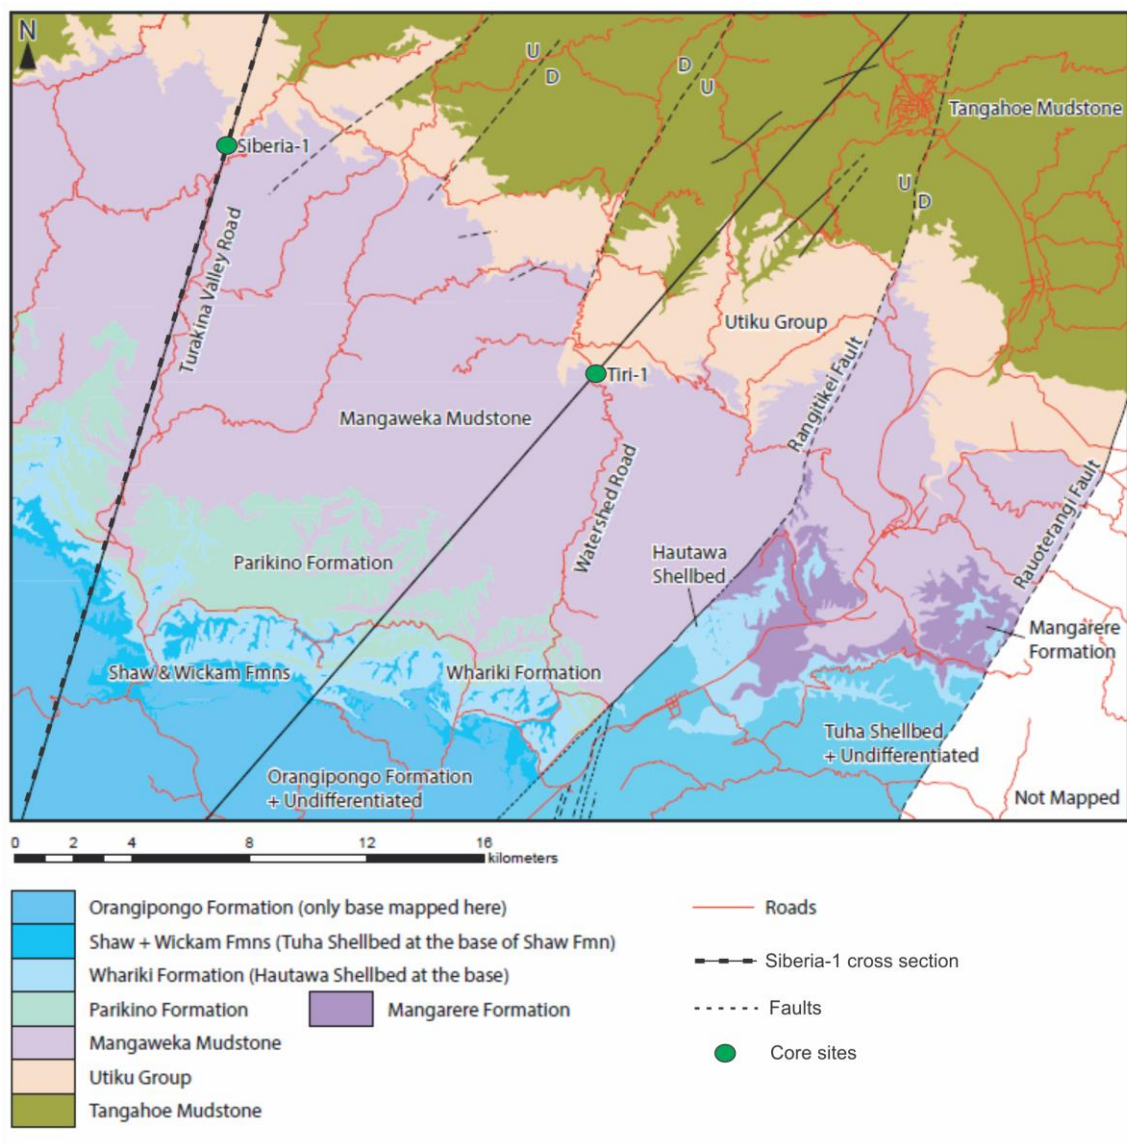 N
U
D
D
U
Tangahoe Mudstone
Siberia-1
U
D
Turakina Valley Road
Utiku Group
Tiri-1
Mangaweka Mudstone
Rangitikei Fault
Watershed Road
Rauoterangi Fault
Hautawa
Shellbed
Parikino Formation
Mangarere
Formation
Shaw & Wickam Fmns
Whariki Formation
Tuha Shellbed
+ Undifferentiated
Orangipongo Formation
+ Undifferentiated
Not Mapped
0 2 4 8 12 16
kilometers
Orangipongo Formation (only base mapped here)
Shaw + Wickam Fmns (Tuha Shellbed at the base of Shaw Fmn)
Whariki Formation (Hautawa Shellbed at the base)
Parikino Formation
Mangarere Formation
Mangaweka Mudstone
Utiku Group
Tangahoe Mudstone
Roads
Siberia-1 cross section
Faults
Core sites